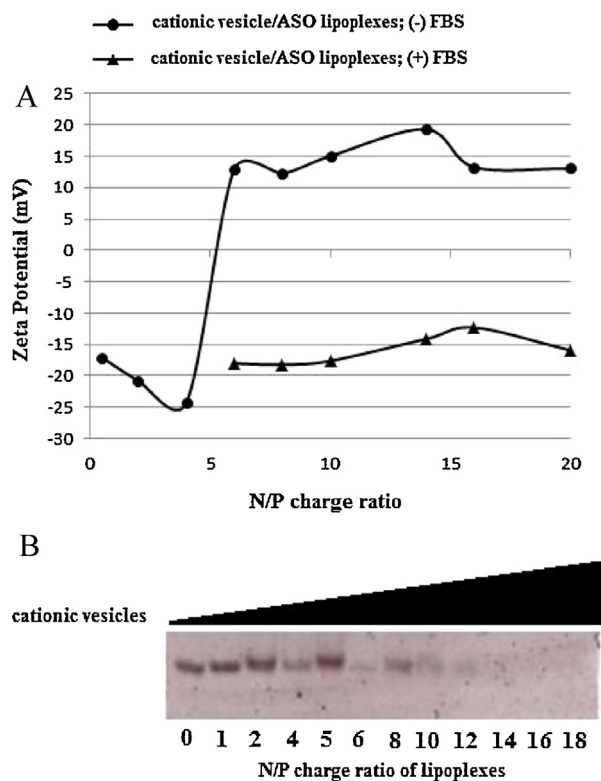 cationic vesicle/ASO lipoplexes; (-) FBS
cationic vesicle/ASO lipoplexes; (+) FBS
A
25
20
15
10
5
0
-5
-10
-15
-20
-25
-30
Zeta Potential (mV)
0 5 10 15 20
N/P charge ratio
B
cationic vesicles
0 1 2 4 5 6 8 10 12 14 16 18
N/P charge ratio of lipoplexes